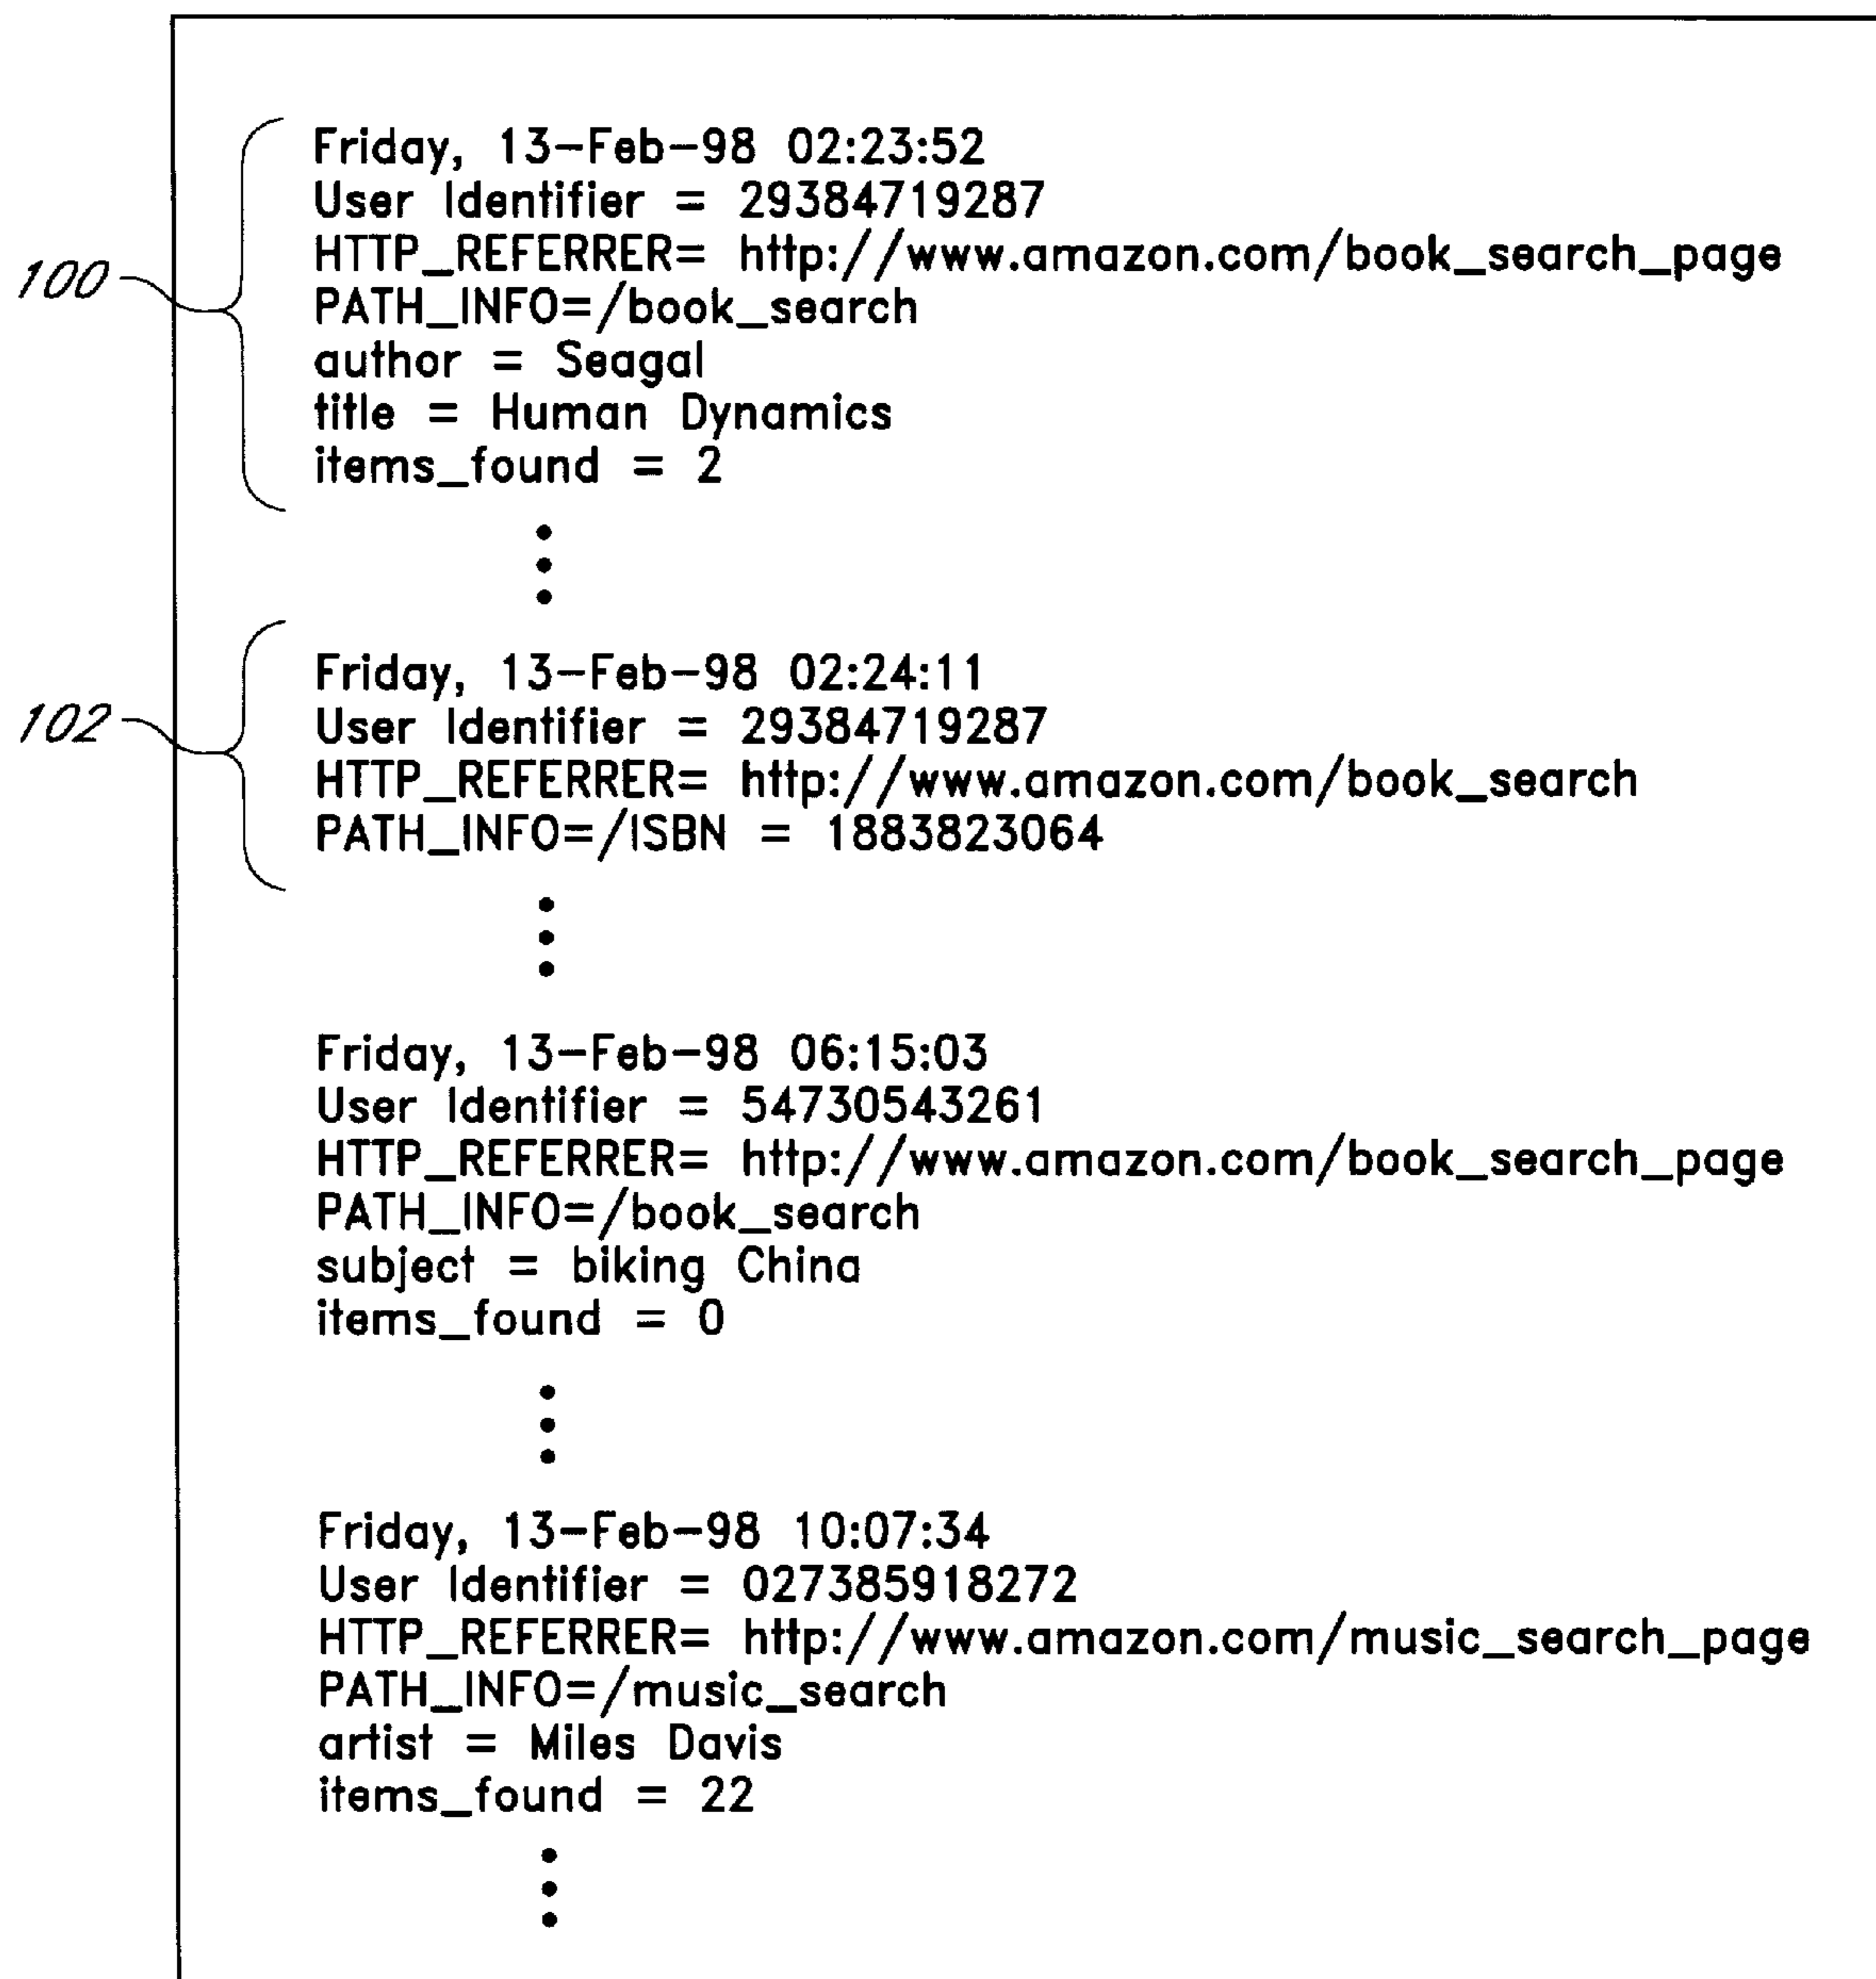 Friday, 13-Feb-98 02:23:52
User Identifier = 29384719287
HTTP_REFERRER= http://www.amazon.com/book_search_page
100
PATH_INFO=/book_search
author = Seagal
title = Human Dynamics
items_found = 2
Friday, 13-Feb-98 02:24:11
102
User Identifier = 29384719287
HTTP_REFERRER= http://www.amazon.com/book_search
PATH_INFO=/ISBN = 1883823064
Friday, 13-Feb-98 06:15:03
User Identifier = 54730543261
HTTP_REFERRER= http://www.amazon.com/book_search_page
PATH_INFO=/book_search
subject = biking China
items_found = 0
Friday, 13-Feb-98 10:07:34
User Identifier = 027385918272
HTTP_REFERRER= http://www.amazon.com/music_search_page
PATH_INFO=/music_search
artist = Miles Davis
items_found = 22